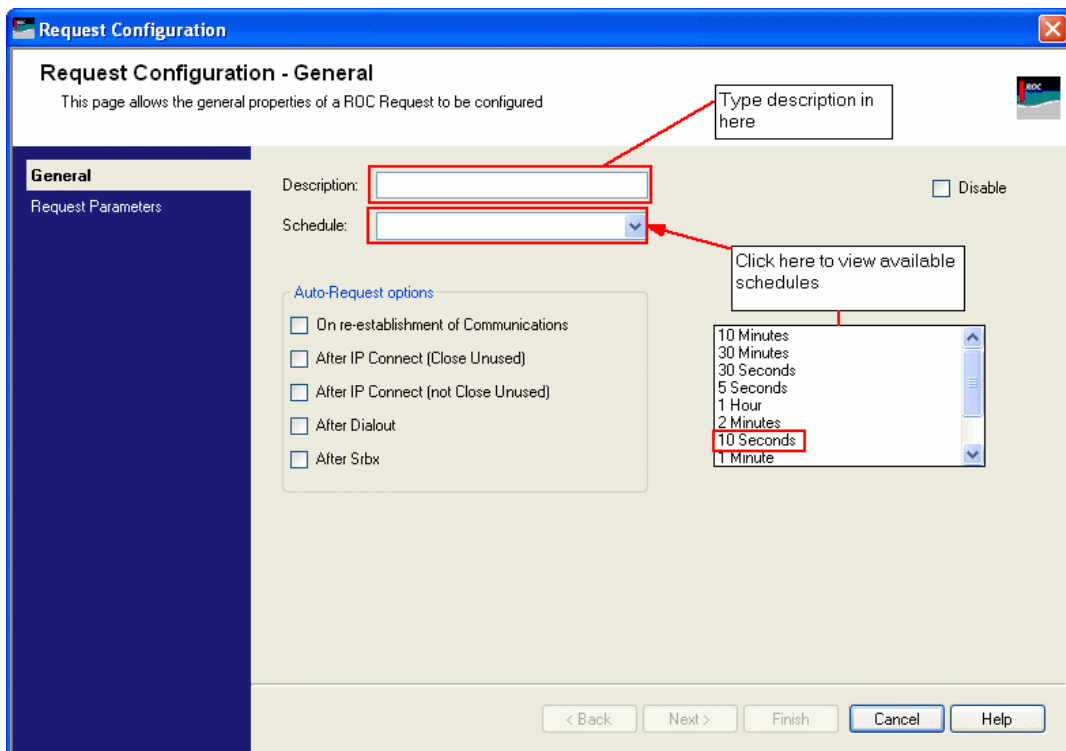 Request Configuration
Request Configuration - General
This page allows the general properties of a ROC Request to be configured
ROC
Type description in
here
General
Request Parameters
Description:
Disable
Schedule:
Click here to view available
schedules
Auto-Request options
On re-establishment of Communications
After IP Connect (Close Unused)
After IP Connect (not Close Unused)
After Dialout
After Srbx
10 Minutes
30 Minutes
30 Seconds
5 Seconds
1 Hour
2 Minutes
10 Seconds
1 Minute
< Back
Next >
Finish
Cancel
Help